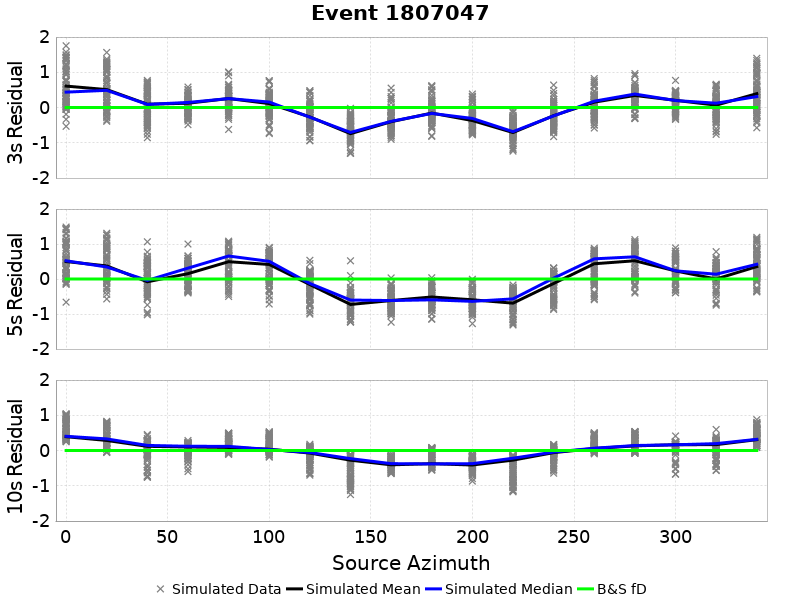 Event 1807047
2
1
0
-1
-2
3s Residual
2
1
0
-1
-2
5s Residual
2
1
0
-1
-2
10s Residual
0 50 100 150 200 250 300
Source Azimuth
Simulated Data Simulated Mean Simulated Median B&S fD